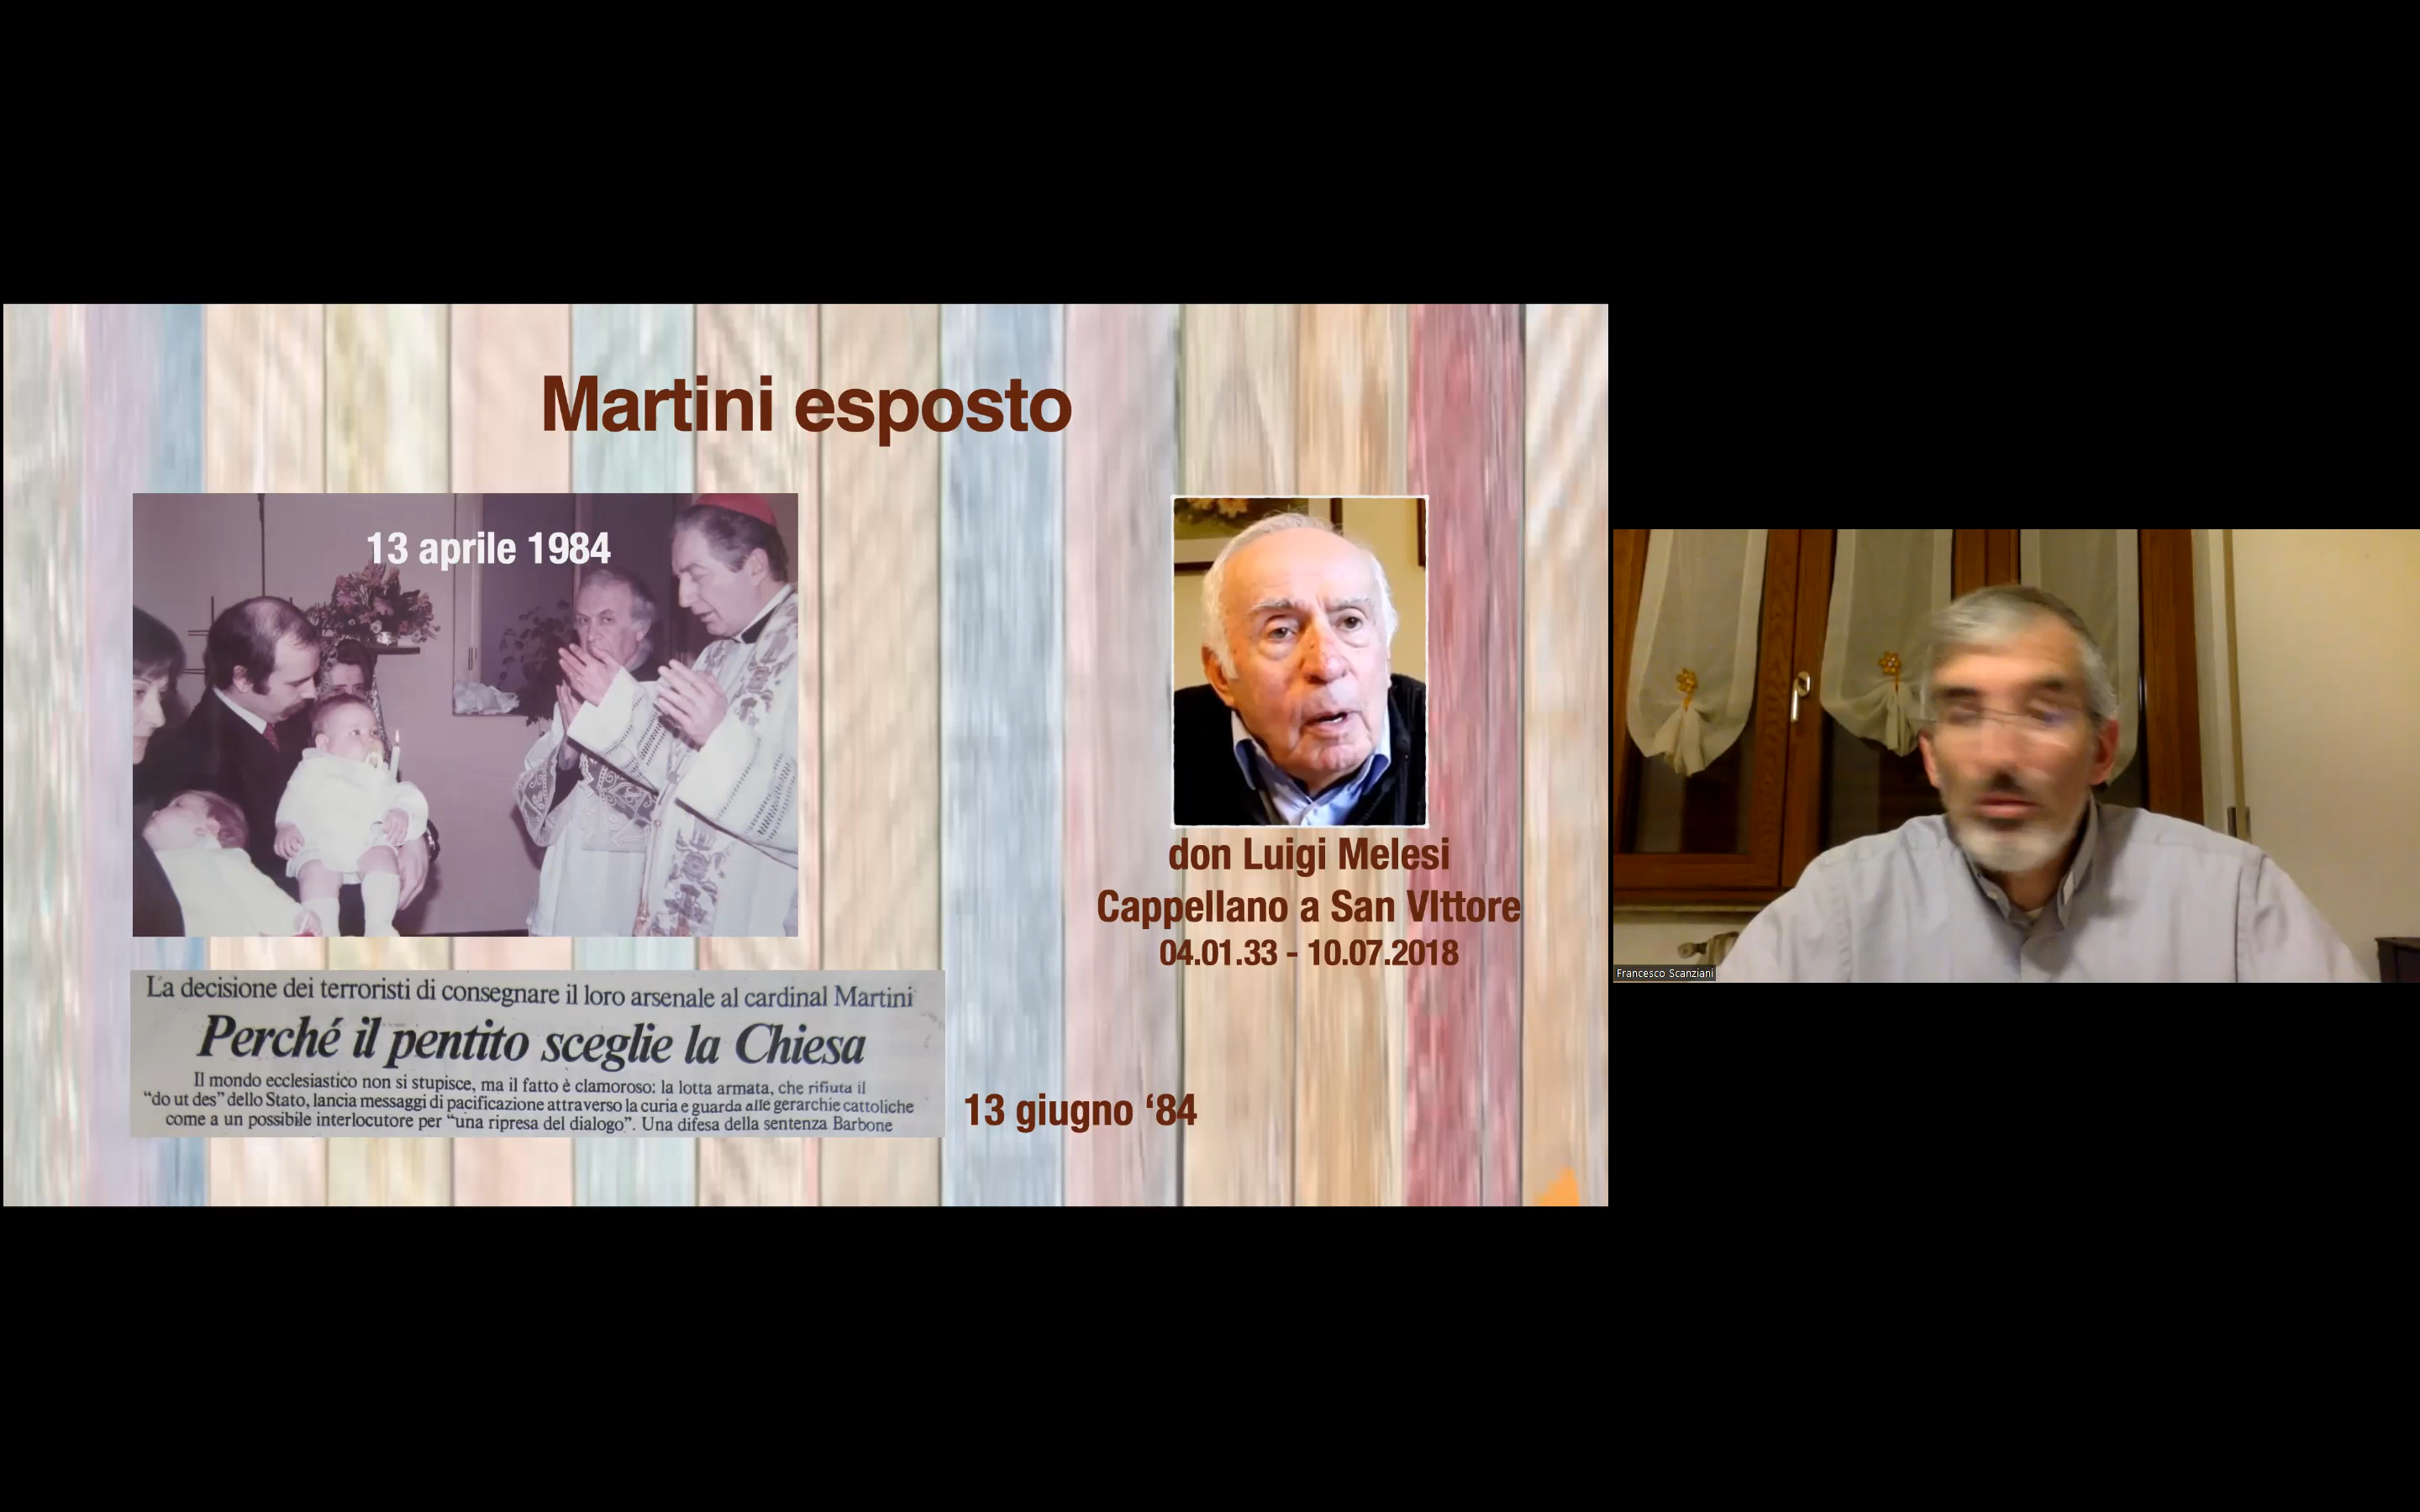 Martini esposto
13 aprile 1984
don Luigi Melesi
Cappellano a San VIttore
04.01.33 - 10.07.2018
La decisione dei terroristi di consegnare il loro arsenale al cardinal Martini
Perché il pentito sceglie la Chiesa
Il mondo ecclesiastico non si stupisce, ma il fatto è clamoroso: la lotta armata, che rifiuta il
“do ut des” dello Stato, lancia messaggi di pacificazione attraverso la curia e guarda alle gerarchie cattoliche
come a un possibile interlocutore per “una ripresa del dialogo”. Una difesa della sentenza Barbone
13 giugno ‘84
Francesco Scanziani